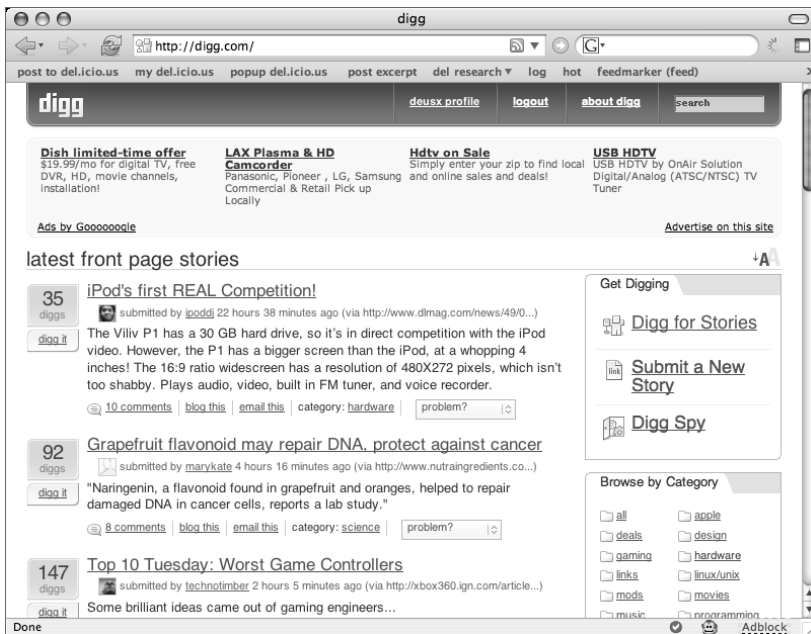 digg
http://digg.com/
G
post to del.icio.us my del.icio.us popup del.icio.us post excerpt del research log hot feedmarker (feed)
digg
deusx profile logout about digg search
Dish limited-time offer
$19.99/mo for digital TV, free
DVR, HD, movie channels,
installation!
LAX Plasma & HD
Camcorder
Panasonic, Pioneer , LG, Samsung
Commercial & Retail Pick up
Locally
Hdtv on Sale
Simply enter your zip to find local
and online sales and deals!
USB HDTV
USB HDTV by OnAir Solution
Digital/Analog (ATSC/NTSC) TV
Tuner
Ads by Goooooogle
Advertise on this site
latest front page stories
AA
35
diggs
digg it
iPod's first REAL Competition!
submitted by ipoddj 22 hours 38 minutes ago (via http://www.dlmag.com/news/49/0...)
The Viliv P1 has a 30 GB hard drive, so it's in direct competition with the iPod
video. However, the P1 has a bigger screen than the iPod, at a whopping 4
inches! The 16:9 ratio widescreen has a resolution of 480X272 pixels, which isn't
too shabby. Plays audio, video, built in FM tuner, and voice recorder.
10 comments blog this email this category: hardware problem?
92
diggs
digg it
Grapefruit flavonoid may repair DNA, protect against cancer
submitted by marykate 4 hours 16 minutes ago (via http://www.nutraingredients.co...)
"Naringenin, a flavonoid found in grapefruit and oranges, helped to repair
damaged DNA in cancer cells, reports a lab study."
8 comments blog this email this category: science problem?
147
diggs
digg it
Top 10 Tuesday: Worst Game Controllers
submitted by technotimber 2 hours 5 minutes ago (via http://xbox360.ign.com/article...)
Some brilliant ideas came out of gaming engineers...
Get Digging
Digg for Stories
link
Submit a New
Story
Digg Spy
Browse by Category
all apple
deals design
gaming hardware
links linux/unix
mods movies
music programming
Done
Adblock